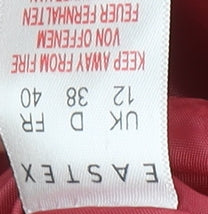 EASTEX
UK D FR
12 38 40
KEEP AWAY FROM FIRE
VON OFFENEM
FEUER FERNHALTEN